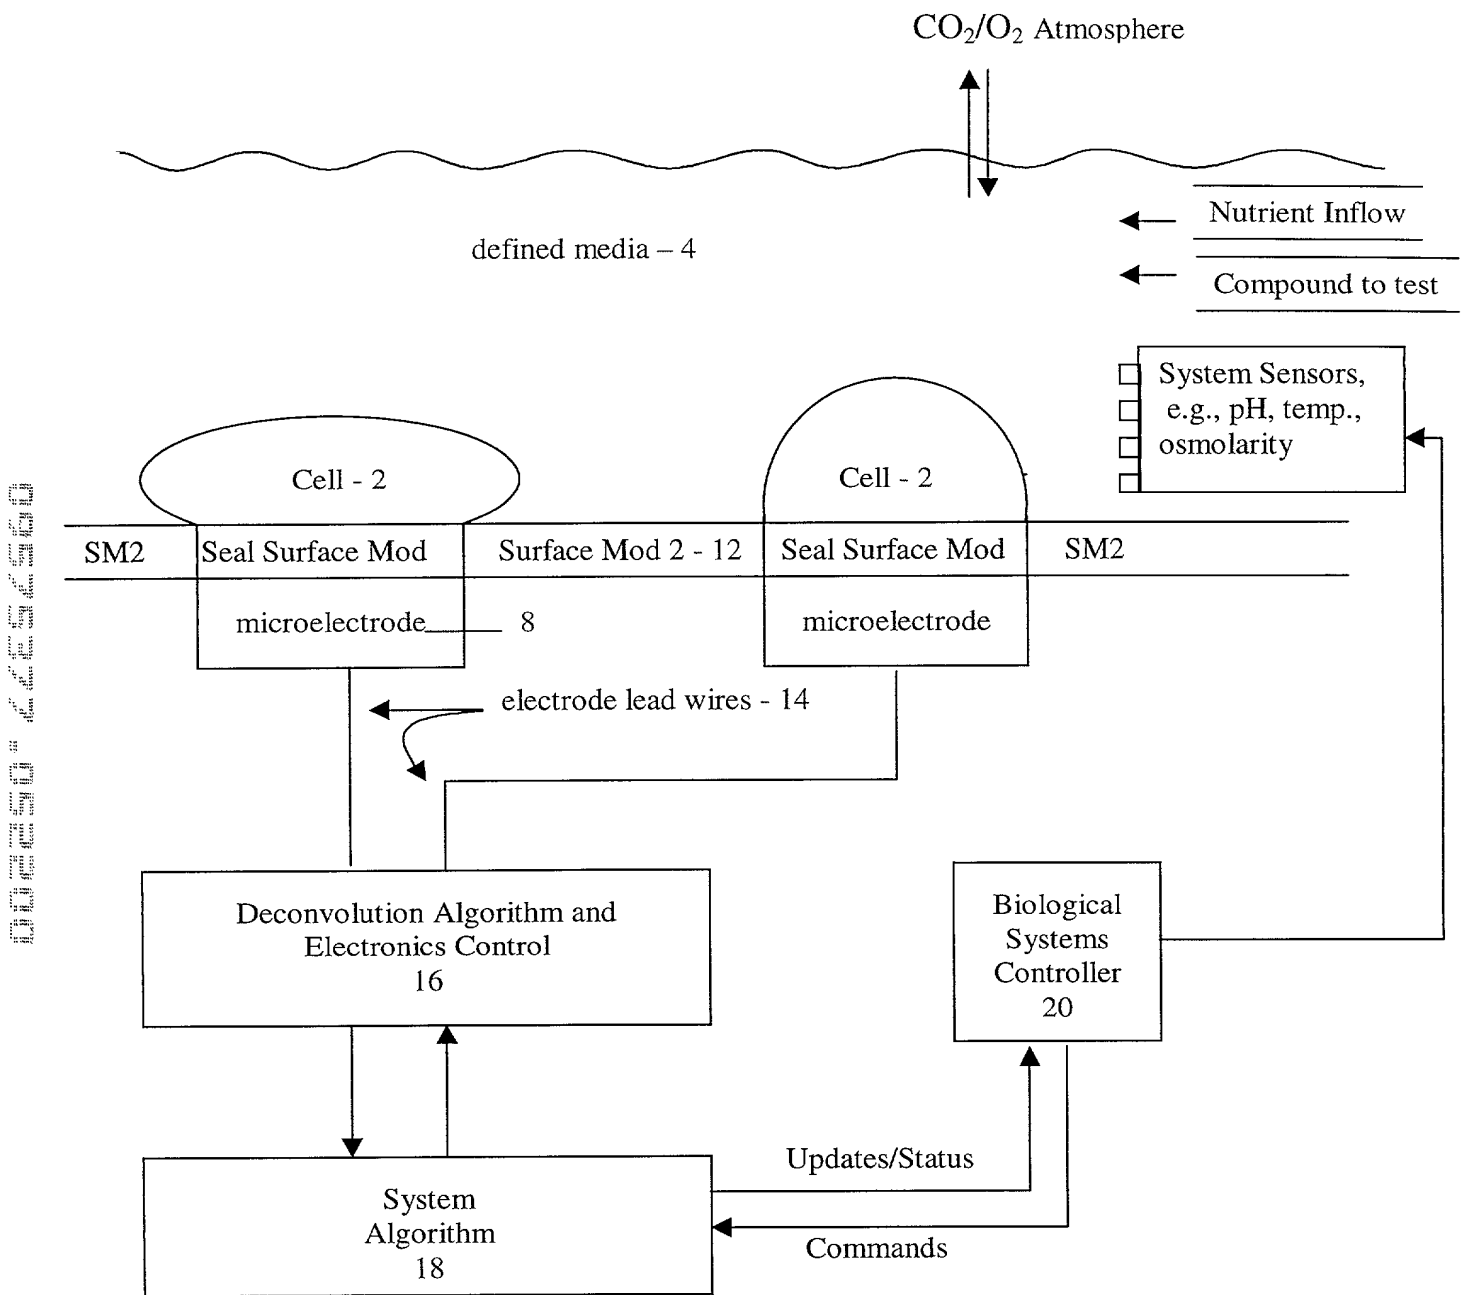 CO₂/O₂ Atmosphere
Nutrient Inflow
defined media – 4
Compound to test
System Sensors,
e.g., pH, temp.,
osmolarity
Cell - 2
Cell - 2
SM2
Seal Surface Mod
Surface Mod 2 - 12
Seal Surface Mod
SM2
microelectrode
8
microelectrode
electrode lead wires - 14
Deconvolution Algorithm and
Electronics Control
16
Biological
Systems
Controller
20
Updates/Status
System
Algorithm
18
Commands